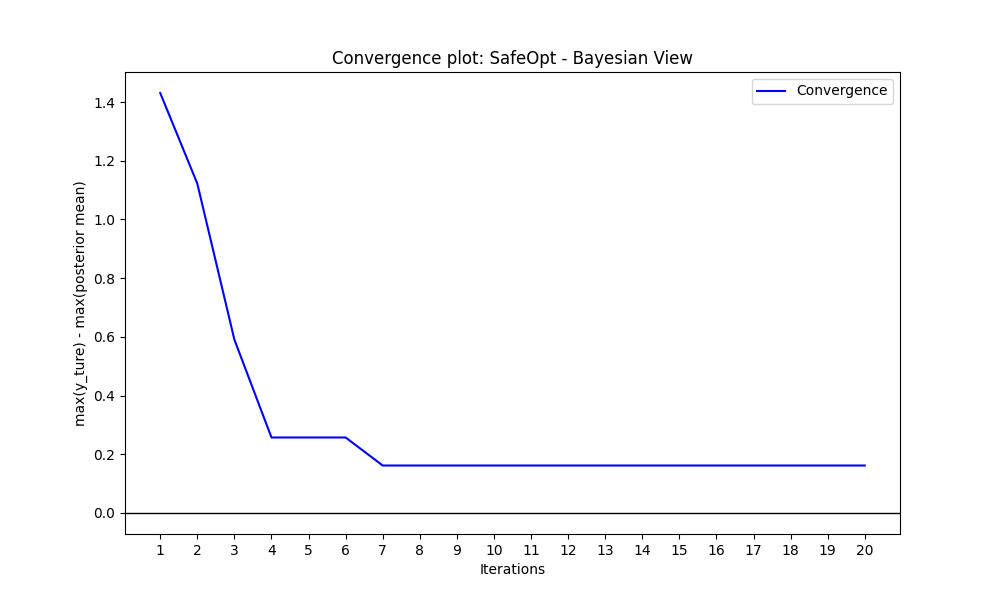 Convergence plot: SafeOpt - Bayesian View
Convergence
max(y_ture) - max(posterior mean)
1.4
1.2
1.0
0.8
0.6
0.4
0.2
0.0
1 2 3 4 5 6 7 8 9 10 11 12 13 14 15 16 17 18 19 20
Iterations